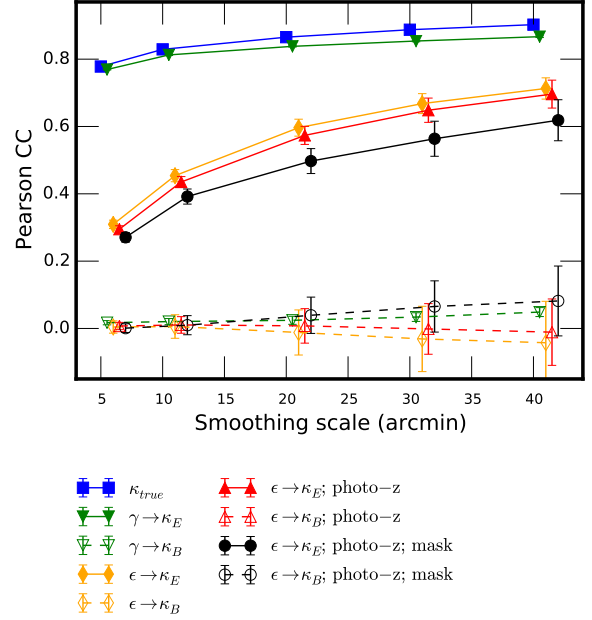 Pearson CC
0.8
0.6
0.4
0.2
0.0
5 10 15 20 25 30 35 40
Smoothing scale (arcmin)
κ_true
γ→κ_E
γ→κ_B
ϵ→κ_E
ϵ→κ_B
ϵ→κ_E; photo−z
ϵ→κ_B; photo−z
ϵ→κ_E; photo−z; mask
ϵ→κ_B; photo−z; mask